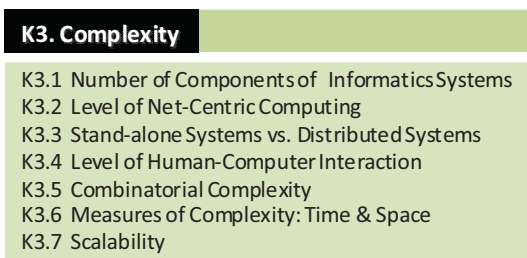 K3. Complexity
K3.1 Number of Components of Informatics Systems
K3.2 Level of Net-Centric Computing
K3.3 Stand-alone Systems vs. Distributed Systems
K3.4 Level of Human-Computer Interaction
K3.5 Combinatorial Complexity
K3.6 Measures of Complexity: Time & Space
K3.7 Scalability